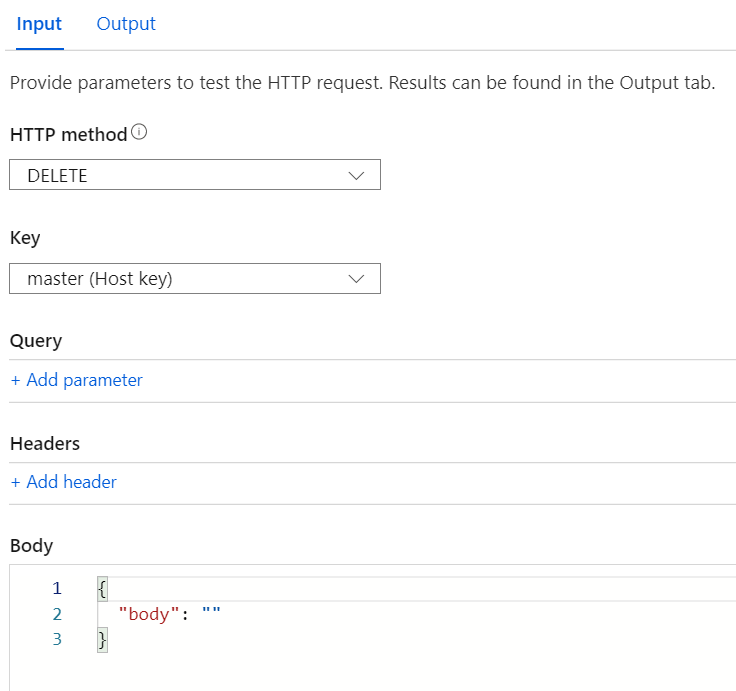 Input Output
Provide parameters to test the HTTP request. Results can be found in the Output tab.
HTTP method
DELETE
Key
master (Host key)
Query
+ Add parameter
Headers
+ Add header
Body
1 {
2 "body": ""
3 }